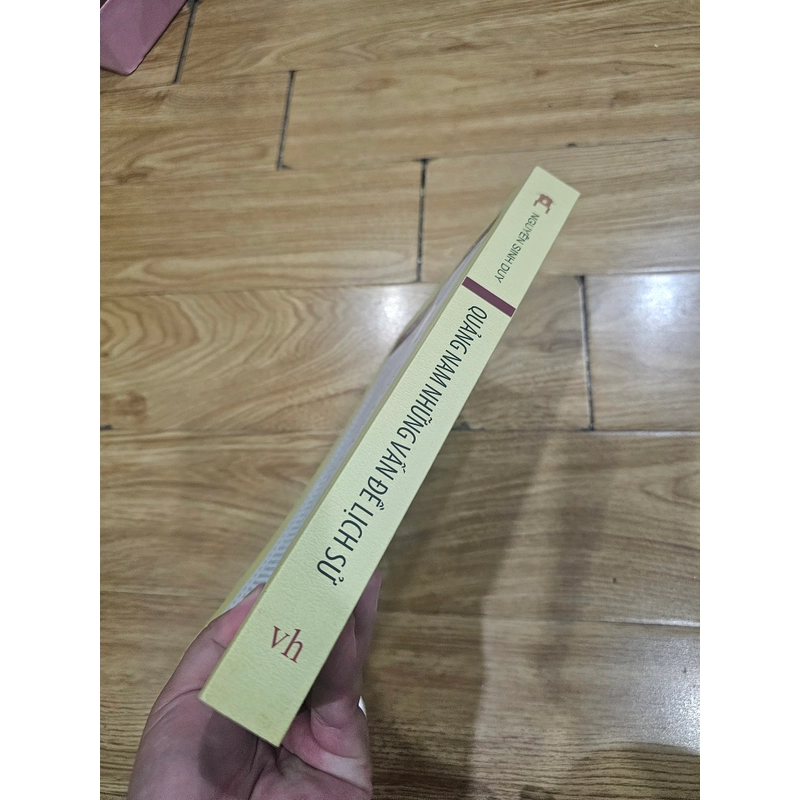 NGUYỄN SINH DUY
QUẢNG NAM NHỮNG VẤN ĐỀ LỊCH SỬ
vh